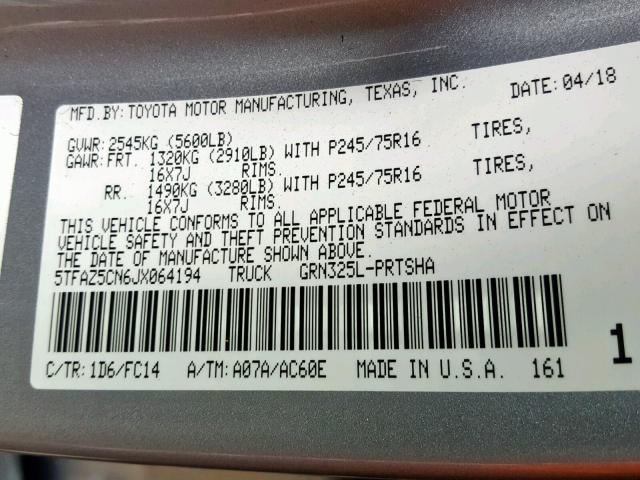 MFD.BY:TOYOTA MOTOR MANUFACTURING, TEXAS, INC. DATE:04/18
GVWR:2545KG (5600LB)
GAWR:FRT. 1320KG (2910LB) WITH P245/75R16 TIRES,
16X7J RIMS.
RR. 1490KG (3280LB) WITH P245/75R16 TIRES,
16X7J RIMS.
THIS VEHICLE CONFORMS TO ALL APPLICABLE FEDERAL MOTOR
VEHICLE SAFETY AND THEFT PREVENTION STANDARDS IN EFFECT ON
THE DATE OF MANUFACTURE SHOWN ABOVE.
5TFAZ5CN6JX064194 TRUCK GRN325L-PRTSHA
1
C/TR:1D6/FC14 A/TM:A07A/AC60E MADE IN U.S.A. 161